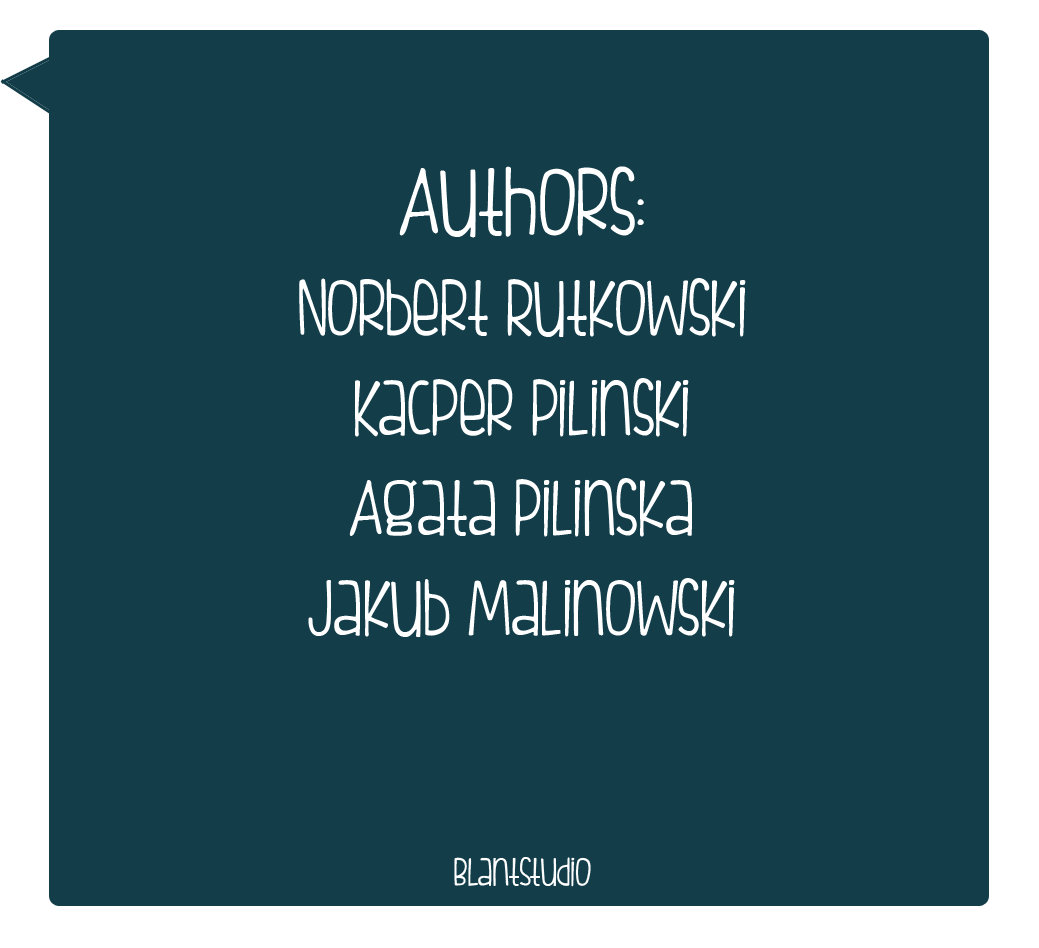 Authors:
Norbert Rutkowski
Kacper Pilinski
Agata Pilinska
Jakub Malinowski
Blantstudio